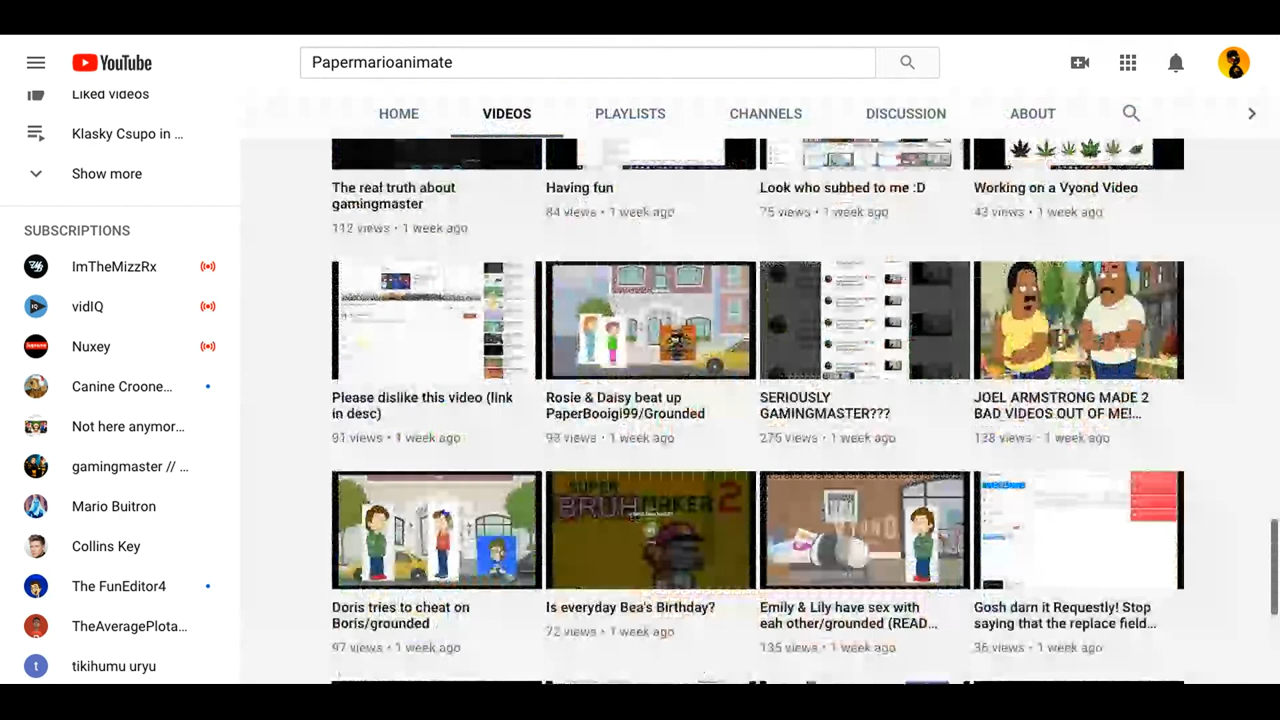 YouTube
Papermarioanimate
Liked videos
Klasky Csupo in ...
Show more
SUBSCRIPTIONS
ImTheMizzRx
vidIQ
Nuxey
Canine Croone...
Not here anymor...
gamingmaster // ...
Mario Buitron
Collins Key
The FunEditor4
TheAveragePlota...
t tikihumu uryu
HOME VIDEOS PLAYLISTS CHANNELS DISCUSSION ABOUT
The real truth about
gamingmaster
112 views • 1 week ago
Having fun
84 views • 1 week ago
Look who subbed to me :D
75 views • 1 week ago
Working on a Vyond Video
43 views • 1 week ago
Please dislike this video (link
in desc)
91 views • 1 week ago
Rosie & Daisy beat up
PaperBooigi99/Grounded
93 views • 1 week ago
SERIOUSLY
GAMINGMASTER???
275 views • 1 week ago
JOEL ARMSTRONG MADE 2
BAD VIDEOS OUT OF ME!...
138 views • 1 week ago
SUPER
BRUH MAKER 2
Doris tries to cheat on
Boris/grounded
97 views • 1 week ago
Is everyday Bea's Birthday?
72 views • 1 week ago
Emily & Lily have sex with
eah other/grounded (READ...
135 views • 1 week ago
Gosh darn it Requestly! Stop
saying that the replace field...
36 views • 1 week ago